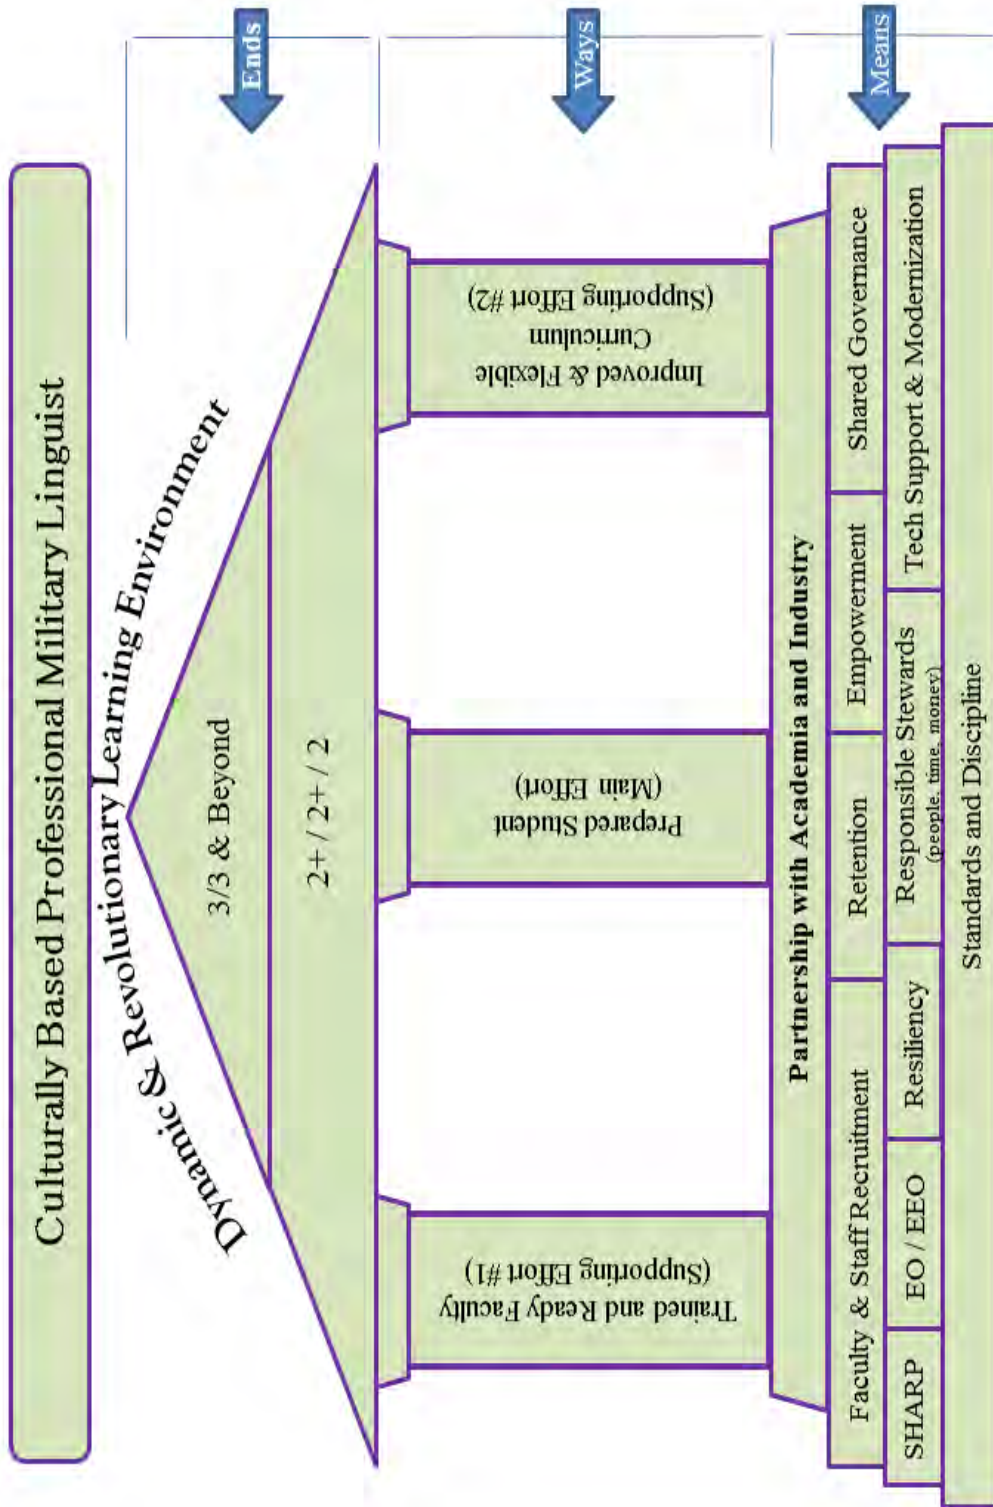 Culturally Based Professional Military Linguist
Dynamic & Revolutionary Learning Environment
Ends
3/3 & Beyond
2+ / 2+ / 2
Ways
Trained and Ready Faculty
(Supporting Effort #1)
Prepared Student
(Main Effort)
Improved & Flexible
Curriculum
(Supporting Effort #2)
Means
Partnership with Academia and Industry
Faculty & Staff Recruitment
Retention
Empowerment
Shared Governance
SHARP
EO / EEO
Resiliency
Responsible Stewards
(people, time, money)
Tech Support & Modernization
Standards and Discipline